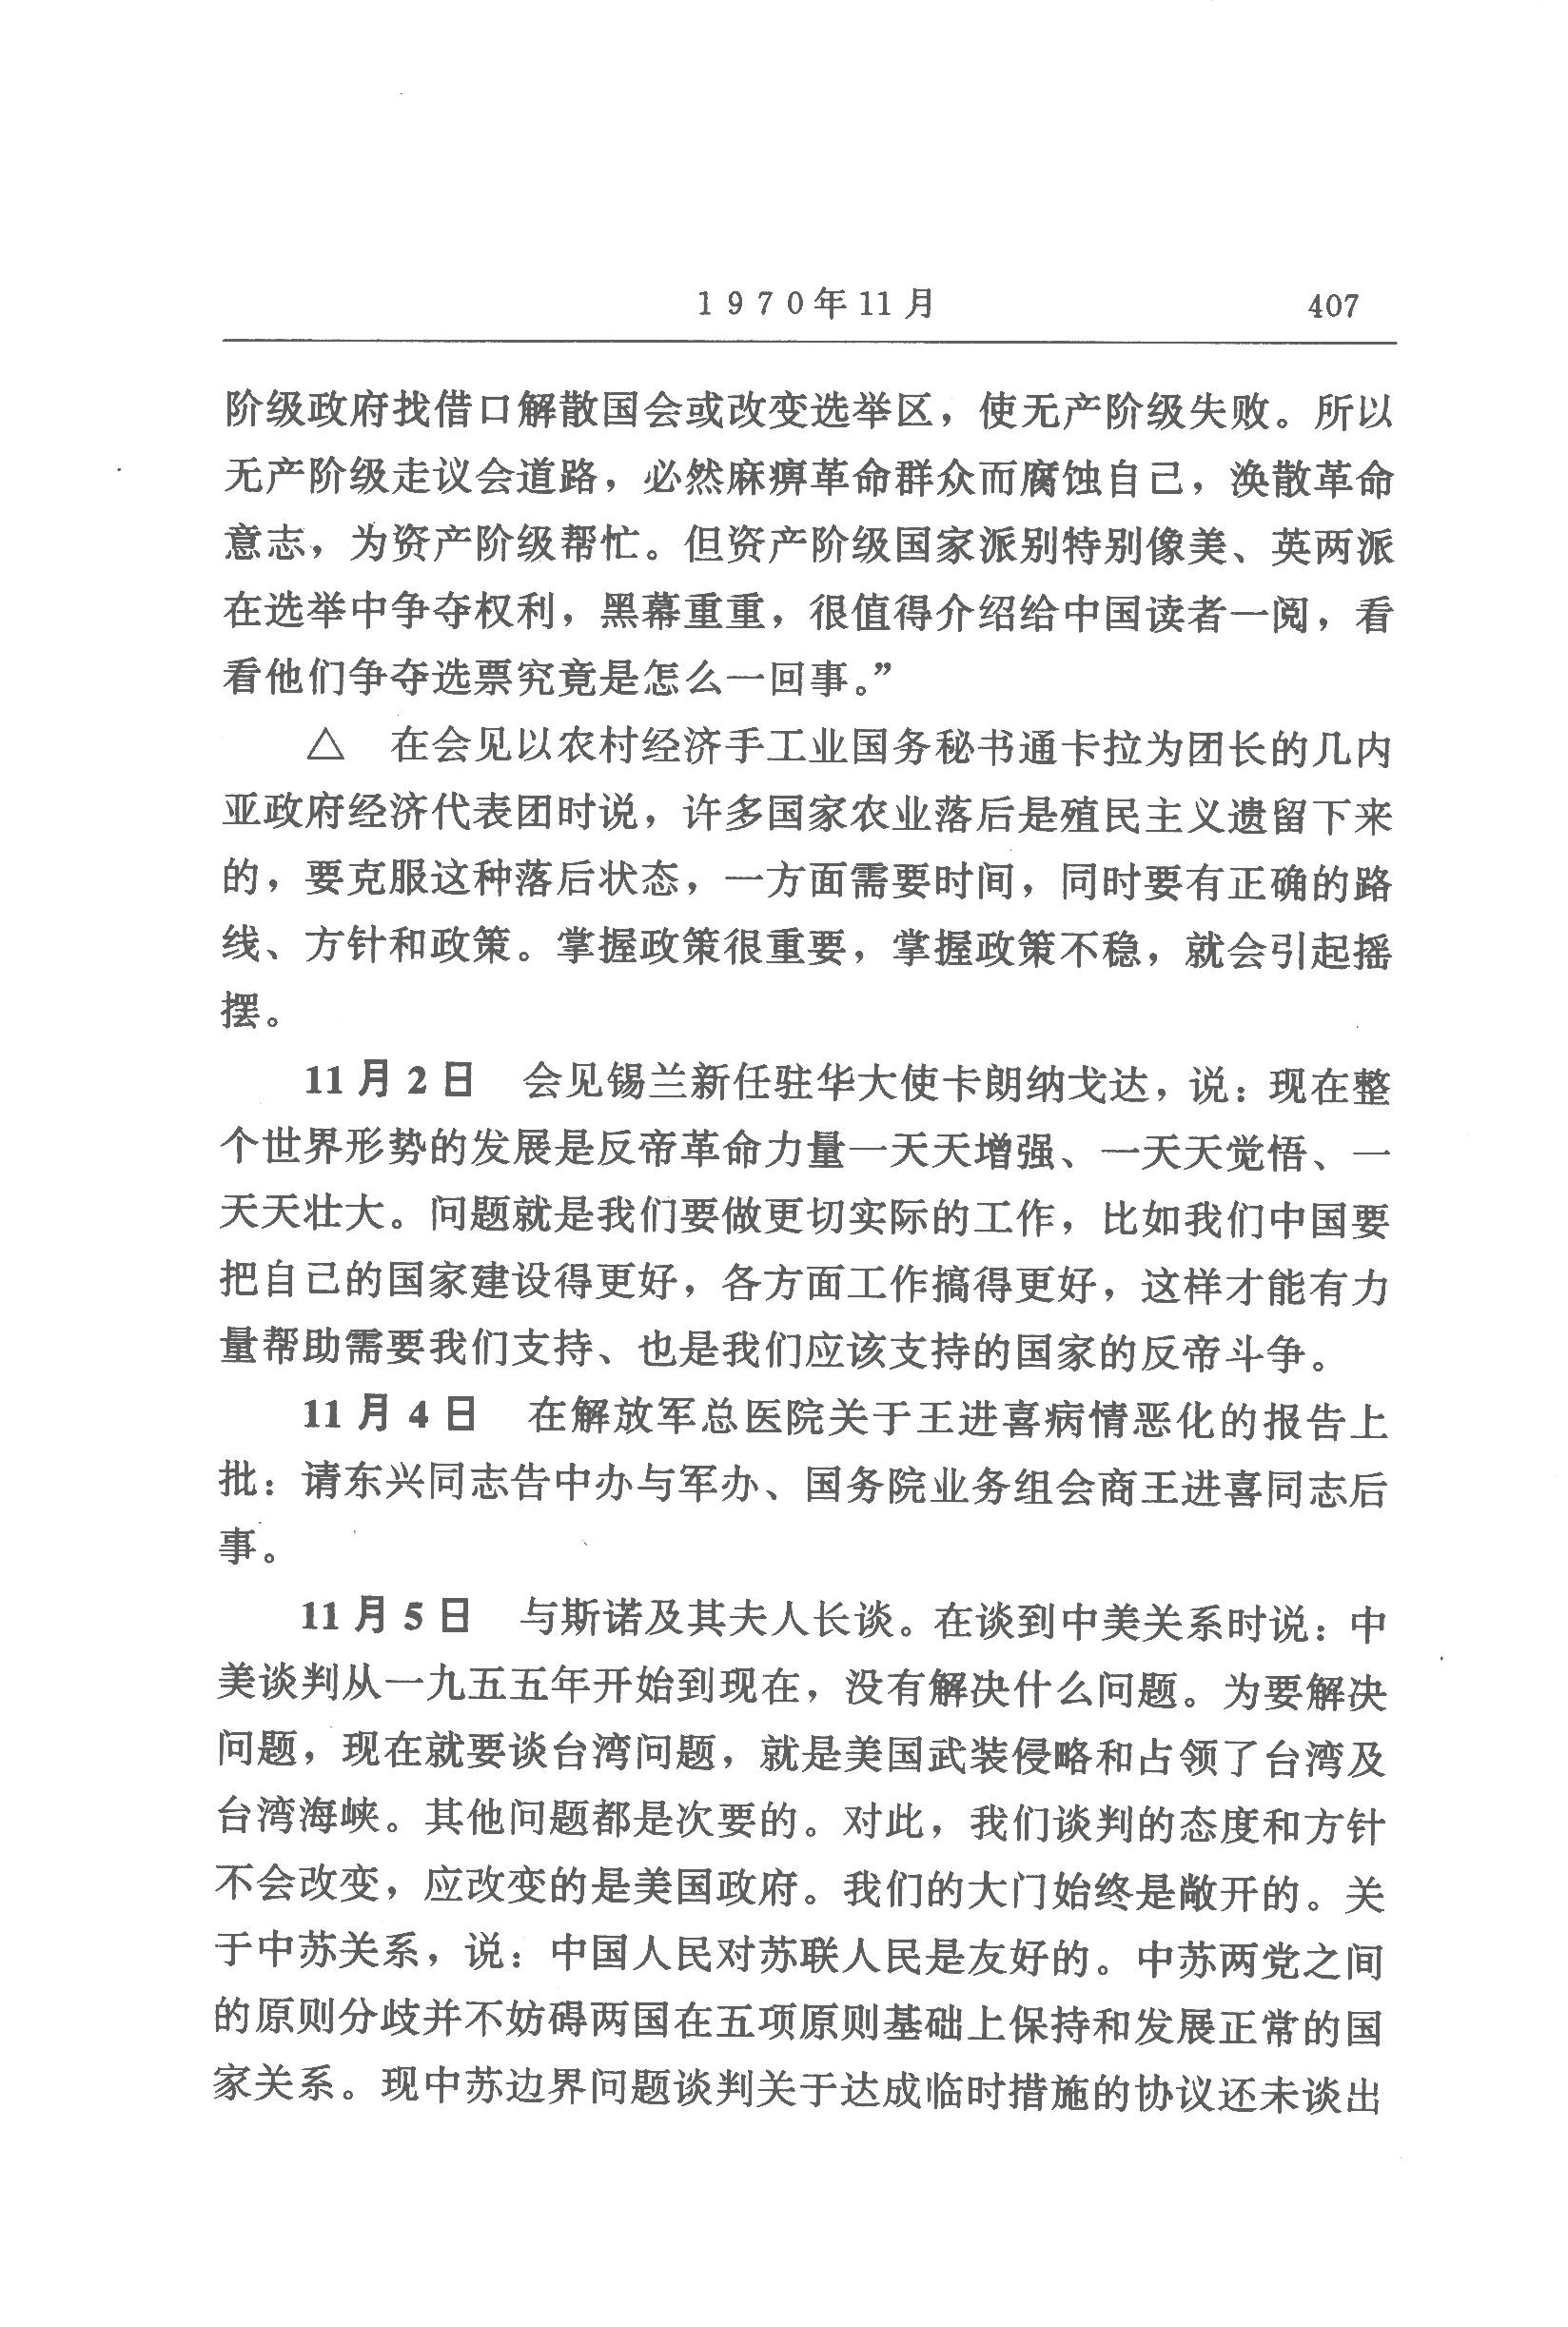 1970年11月 407
阶级政府找借口解散国会或改变选举区，使无产阶级失败。所以
无产阶级走议会道路，必然麻痹革命群众而腐蚀自己，涣散革命
意志，为资产阶级帮忙。但资产阶级国家派别特别像美、英两派
在选举中争夺权利，黑幕重重，很值得介绍给中国读者一阅，看
看他们争夺选票究竟是怎么一回事。”
△　在会见以农村经济手工业国务秘书通卡拉为团长的几内
亚政府经济代表团时说，许多国家农业落后是殖民主义遗留下来
的，要克服这种落后状态，一方面需要时间，同时要有正确的路
线、方针和政策。掌握政策很重要，掌握政策不稳，就会引起摇
摆。
11月2日　会见锡兰新任驻华大使卡朗纳戈达，说：现在整
个世界形势的发展是反帝革命力量一天天增强、一天天觉悟、一
天天壮大。问题就是我们要做更切实际的工作，比如我们中国要
把自己的国家建设得更好，各方面工作搞得更好，这样才能有力
量帮助需要我们支持、也是我们应该支持的国家的反帝斗争。
11月4日　在解放军总医院关于王进喜病情恶化的报告上
批：请东兴同志告中办与军办、国务院业务组会商王进喜同志后
事。
11月5日　与斯诺及其夫人长谈。在谈到中美关系时说：中
美谈判从一九五五年开始到现在，没有解决什么问题。为要解决
问题，现在就要谈台湾问题，就是美国武装侵略和占领了台湾及
台湾海峡。其他问题都是次要的。对此，我们谈判的态度和方针
不会改变，应改变的是美国政府。我们的大门始终是敞开的。关
于中苏关系，说：中国人民对苏联人民是友好的。中苏两党之间
的原则分歧并不妨碍两国在五项原则基础上保持和发展正常的国
家关系。现中苏边界问题谈判关于达成临时措施的协议还未谈出